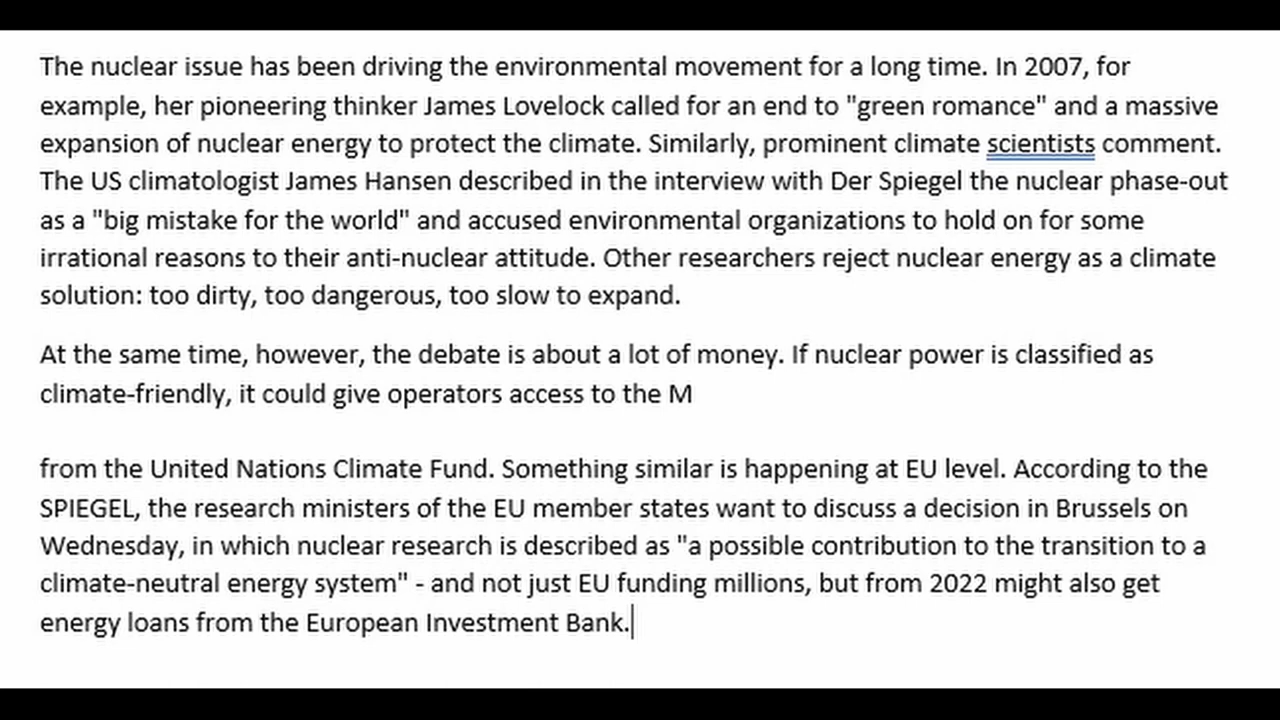 The nuclear issue has been driving the environmental movement for a long time. In 2007, for
example, her pioneering thinker James Lovelock called for an end to "green romance" and a massive
expansion of nuclear energy to protect the climate. Similarly, prominent climate scientists comment.
The US climatologist James Hansen described in the interview with Der Spiegel the nuclear phase-out
as a "big mistake for the world" and accused environmental organizations to hold on for some
irrational reasons to their anti-nuclear attitude. Other researchers reject nuclear energy as a climate
solution: too dirty, too dangerous, too slow to expand.
At the same time, however, the debate is about a lot of money. If nuclear power is classified as
climate-friendly, it could give operators access to the M
from the United Nations Climate Fund. Something similar is happening at EU level. According to the
SPIEGEL, the research ministers of the EU member states want to discuss a decision in Brussels on
Wednesday, in which nuclear research is described as "a possible contribution to the transition to a
climate-neutral energy system" - and not just EU funding millions, but from 2022 might also get
energy loans from the European Investment Bank.